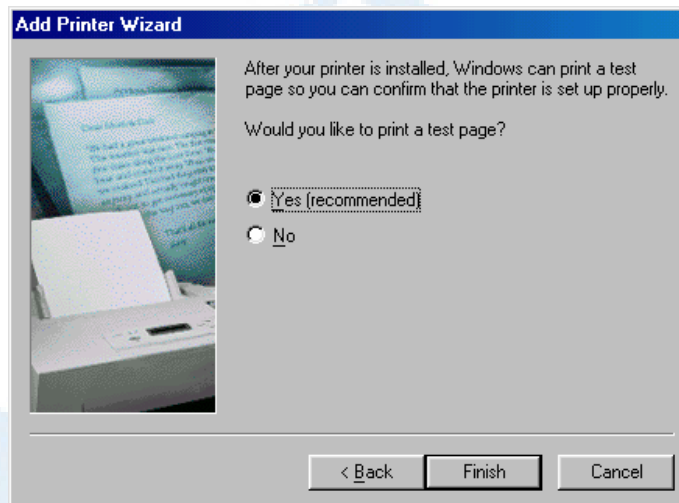 Add Printer Wizard
After your printer is installed, Windows can print a test
page so you can confirm that the printer is set up properly.
Would you like to print a test page?
Yes (recommended)
No
< Back
Finish
Cancel